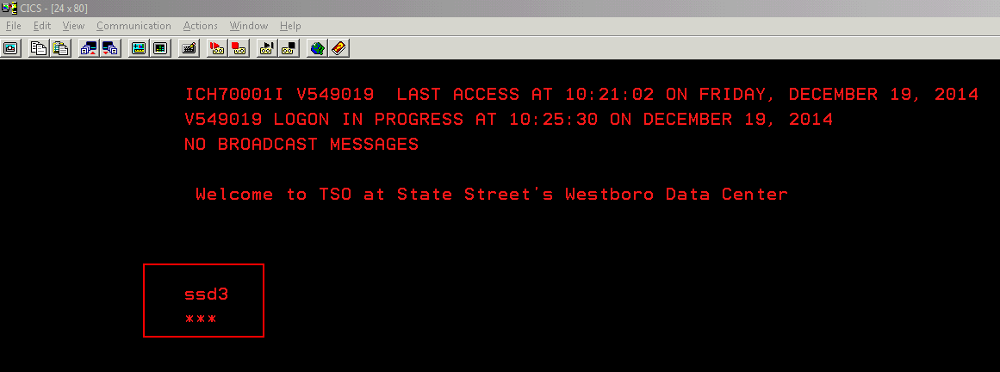 CICS - [24 x 80]
File Edit View Communication Actions Window Help
ICH70001I V549019  LAST ACCESS AT 10:21:02 ON FRIDAY, DECEMBER 19, 2014
V549019 LOGON IN PROGRESS AT 10:25:30 ON DECEMBER 19, 2014
NO BROADCAST MESSAGES
Welcome to TSO at State Street's Westboro Data Center
ssd3
***